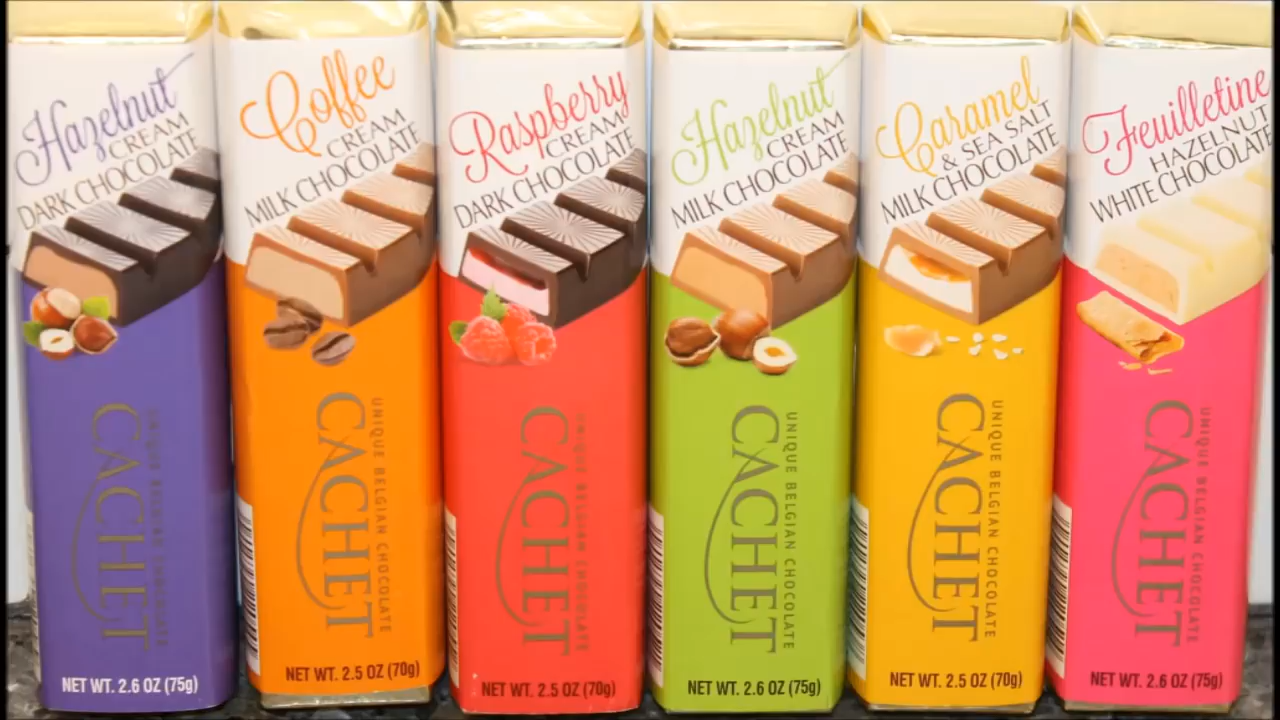 Hazelnut
CREAM
DARK CHOCOLATE
CACHET
UNIQUE BELGIAN CHOCOLATE
NET WT. 2.6 OZ (75g)
Coffee
CREAM
MILK CHOCOLATE
CACHET
UNIQUE BELGIAN CHOCOLATE
NET WT. 2.5 OZ (70g)
Raspberry
CREAM
DARK CHOCOLATE
CACHET
UNIQUE BELGIAN CHOCOLATE
NET WT. 2.5 OZ (70g)
Hazelnut
CREAM
MILK CHOCOLATE
CACHET
UNIQUE BELGIAN CHOCOLATE
NET WT. 2.6 OZ (75g)
Caramel
& SEA SALT
MILK CHOCOLATE
CACHET
UNIQUE BELGIAN CHOCOLATE
NET WT. 2.5 OZ (70g)
Feuilletine
HAZELNUT
WHITE CHOCOLATE
CACHET
UNIQUE BELGIAN CHOCOLATE
NET WT. 2.6 OZ (75g)